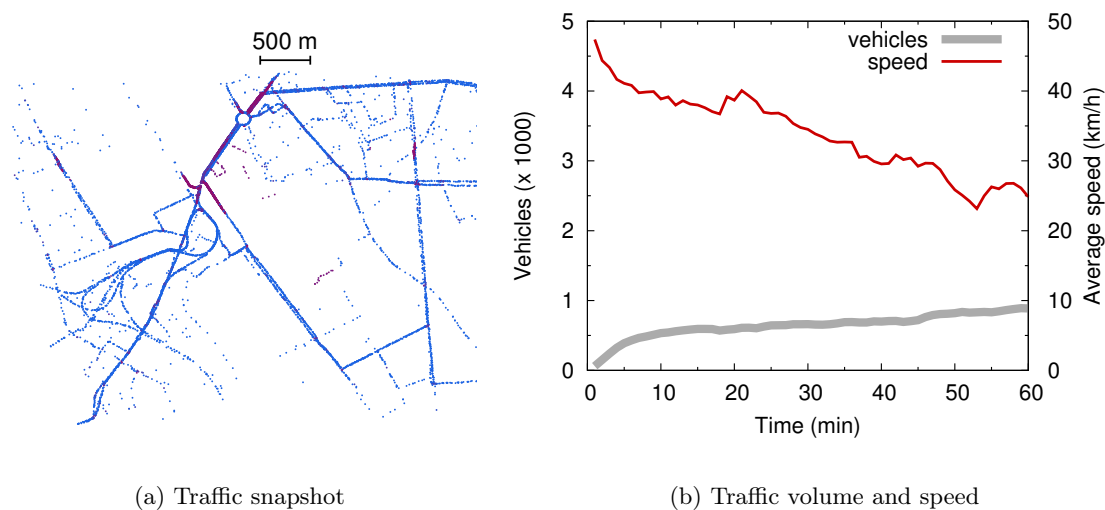 500 m
5
4
3
2
1
0
Vehicles (x 1000)
vehicles
speed
50
40
30
20
10
0
Average speed (km/h)
0 10 20 30 40 50 60
Time (min)
(a) Traffic snapshot
(b) Traffic volume and speed